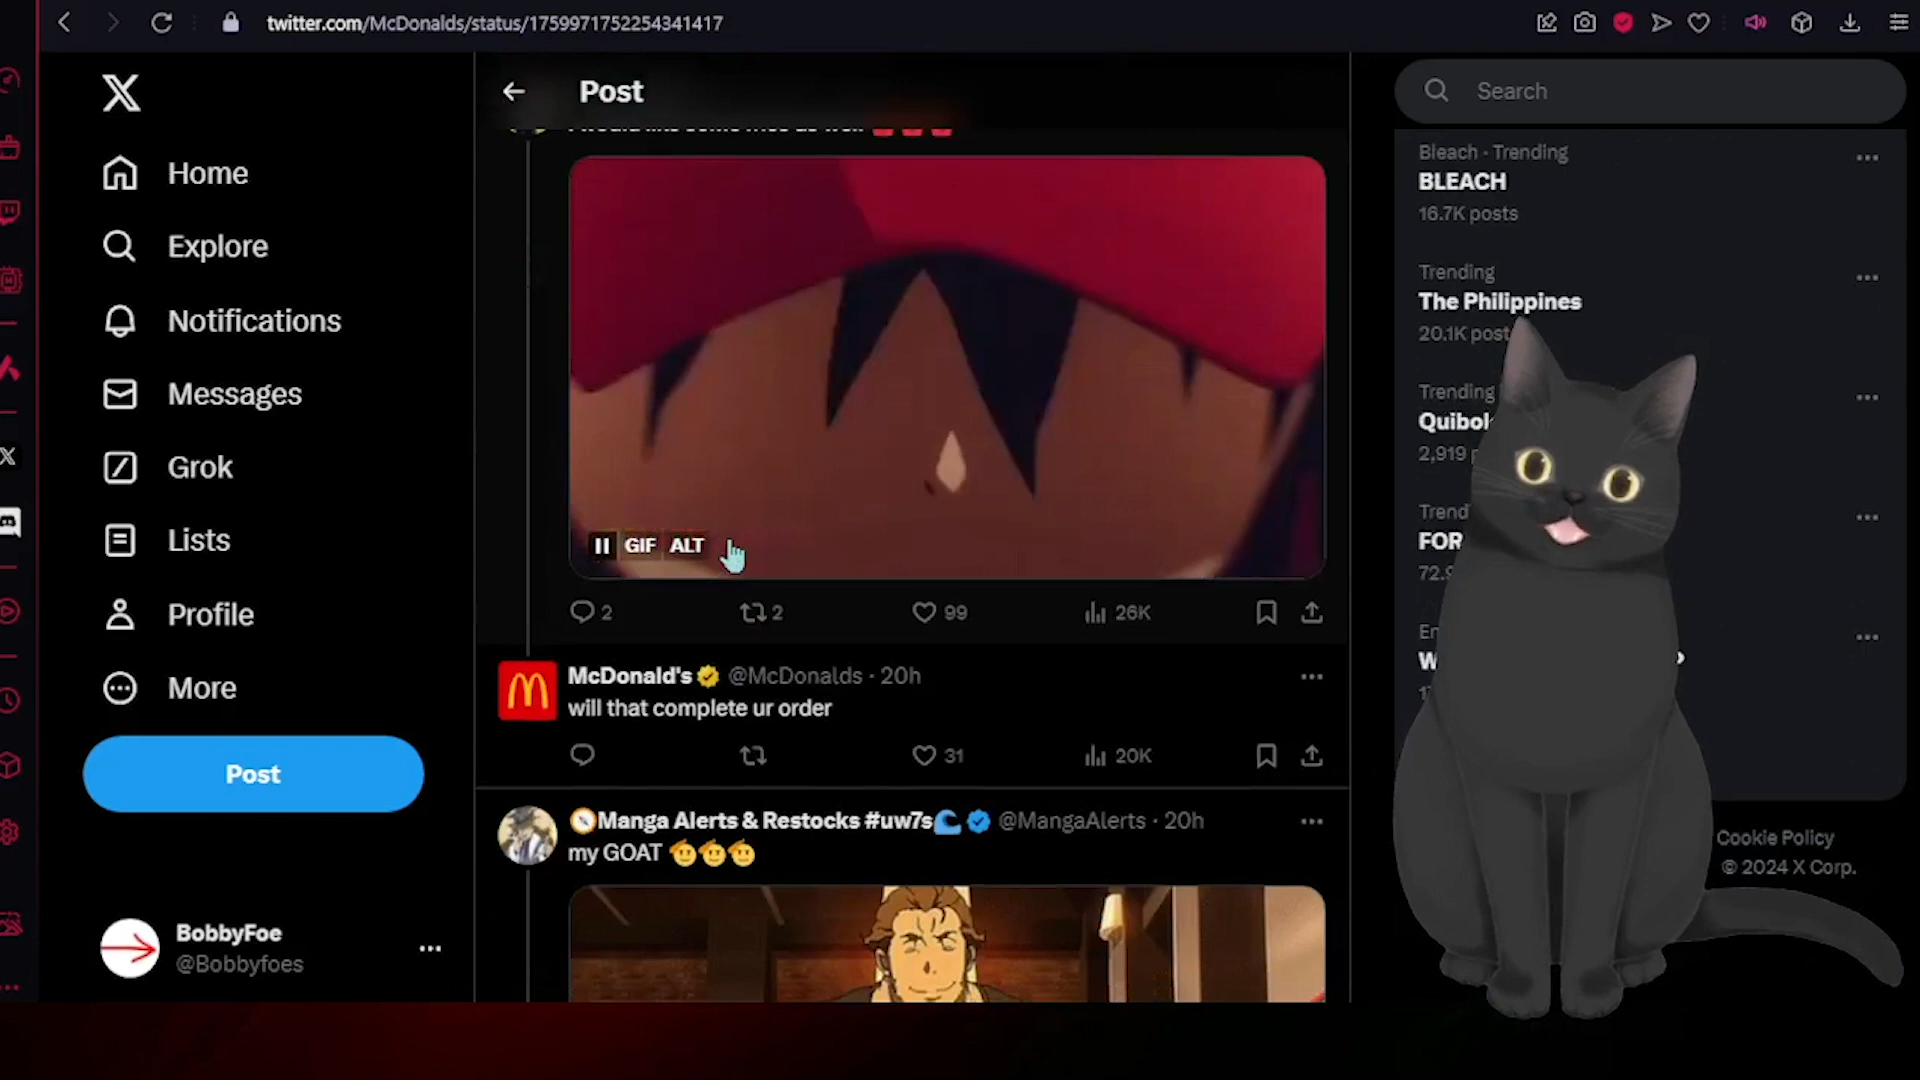 twitter.com/McDonalds/status/1759971752254341417
Home
Explore
Notifications
Messages
Grok
Lists
Profile
More
Post
BobbyFoe
@Bobbyfoes
Post
GIF ALT
2 2 99 26K
McDonald's @McDonalds · 20h
will that complete ur order
31 20K
Manga Alerts & Restocks #uw7s @MangaAlerts · 20h
my GOAT
Search
Bleach · Trending
BLEACH
16.7K posts
Trending
The Philippines
20.1K post
Trending
Quibol
2,919
Trend
FOR
Cookie Policy
© 2024 X Corp.